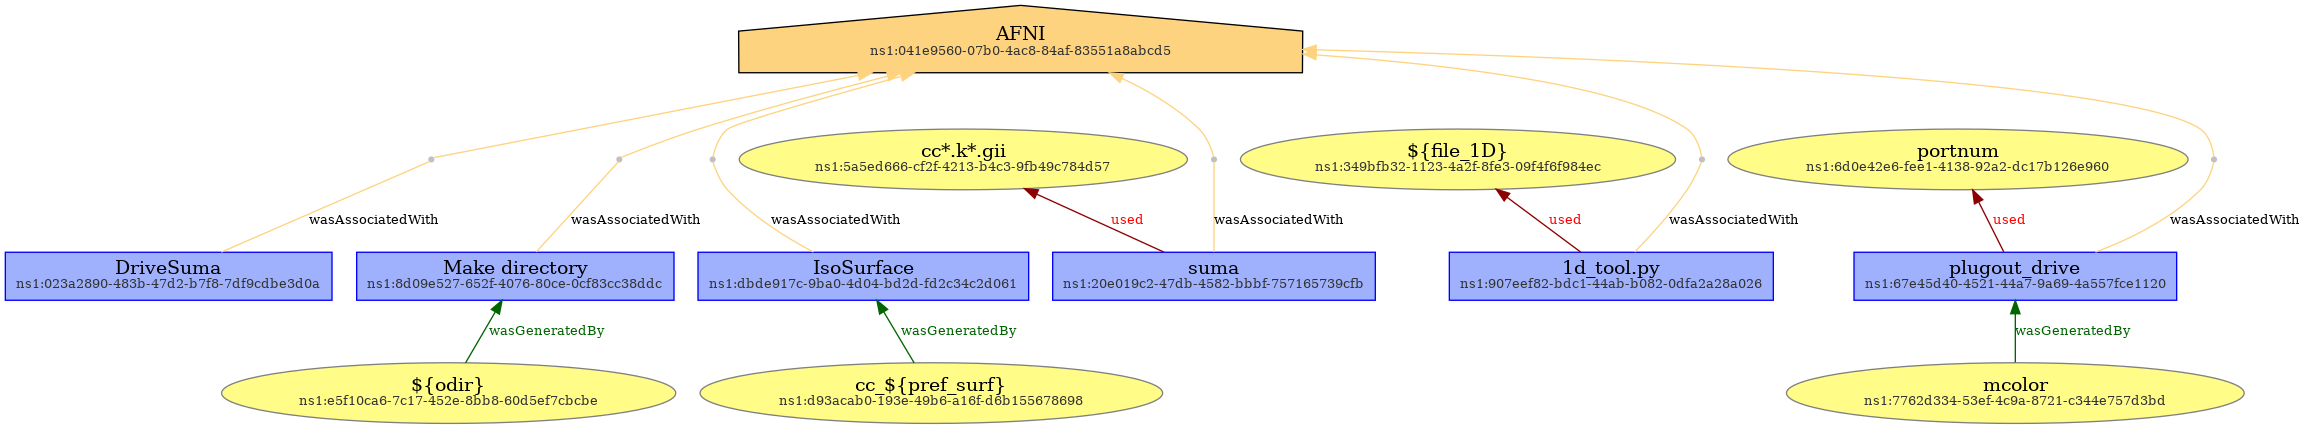 AFNI
ns1:041e9560-07b0-4ac8-84af-83551a8abcd5
cc*.k*.gii
ns1:5a5ed666-cf2f-4213-b4c3-9fb49c784d57
${file_1D}
ns1:349bfb32-1123-4a2f-8fe3-09f4f6f984ec
portnum
ns1:6d0e42e6-fee1-4138-92a2-dc17b126e960
wasAssociatedWith
wasAssociatedWith
wasAssociatedWith
used
wasAssociatedWith
used
wasAssociatedWith
used
wasAssociatedWith
DriveSuma
ns1:023a2890-483b-47d2-b7f8-7df9cdbe3d0a
Make directory
ns1:8d09e527-652f-4076-80ce-0cf83cc38ddc
IsoSurface
ns1:dbde917c-9ba0-4d04-bd2d-fd2c34c2d061
suma
ns1:20e019c2-47db-4582-bbbf-757165739cfb
1d_tool.py
ns1:907eef82-bdc1-44ab-b082-0dfa2a28a026
plugout_drive
ns1:67e45d40-4521-44a7-9a69-4a557fce1120
wasGeneratedBy
wasGeneratedBy
wasGeneratedBy
${odir}
ns1:e5f10ca6-7c17-452e-8bb8-60d5ef7cbcbe
cc_${pref_surf}
ns1:d93acab0-193e-49b6-a16f-d6b155678698
mcolor
ns1:7762d334-53ef-4c9a-8721-c344e757d3bd